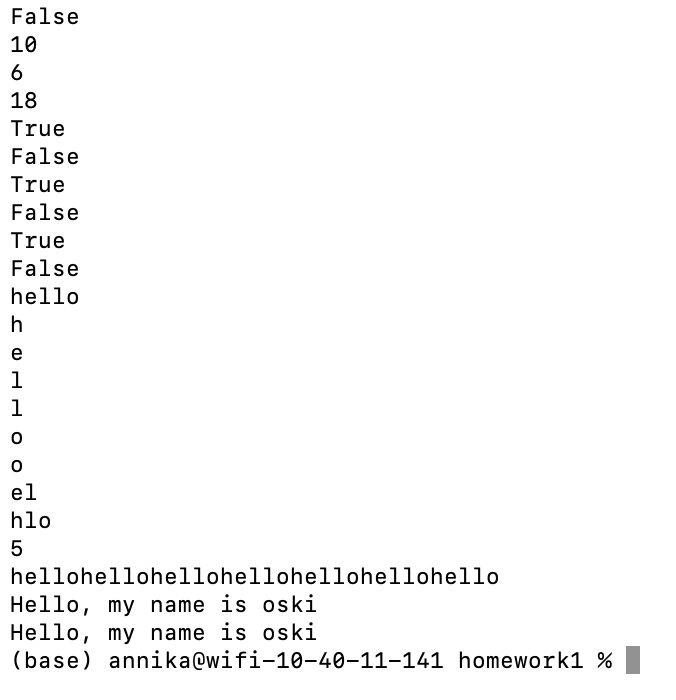 False
10
6
18
True
False
True
False
True
False
hello
h
e
l
l
o
o
el
hlo
5
hellohellohellohellohellohellohello
Hello, my name is oski
Hello, my name is oski
(base) annika@wifi-10-40-11-141 homework1 %